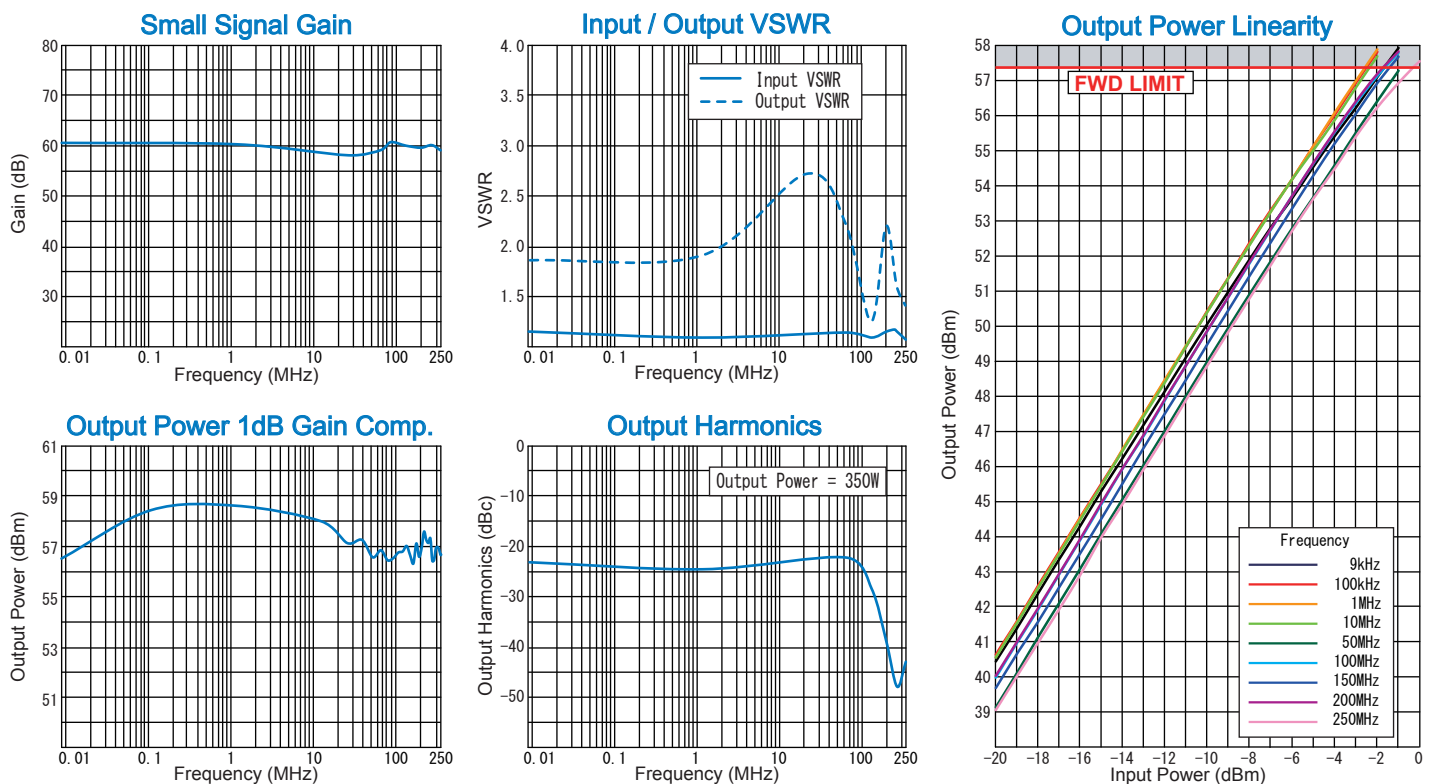 Small Signal Gain
80
70
60
50
40
30
Gain (dB)
0.01 0.1 1 10 100 250
Frequency (MHz)
Input / Output VSWR
4.0
3.5
3.0
2.5
2.0
1.5
VSWR
Input VSWR
Output VSWR
0.01 0.1 1 10 100 250
Frequency (MHz)
Output Power 1dB Gain Comp.
61
59
57
55
53
51
Output Power (dBm)
0.01 0.1 1 10 100 250
Frequency (MHz)
Output Harmonics
0
-10
-20
-30
-40
-50
Output Harmonics (dBc)
Output Power = 350W
0.01 0.1 1 10 100 250
Frequency (MHz)
Output Power Linearity
58
57
56
55
54
53
52
51
50
49
48
47
46
45
44
43
42
41
40
39
Output Power (dBm)
FWD LIMIT
Frequency
9kHz
100kHz
1MHz
10MHz
50MHz
100MHz
150MHz
200MHz
250MHz
-20 -18 -16 -14 -12 -10 -8 -6 -4 -2 0
Input Power (dBm)